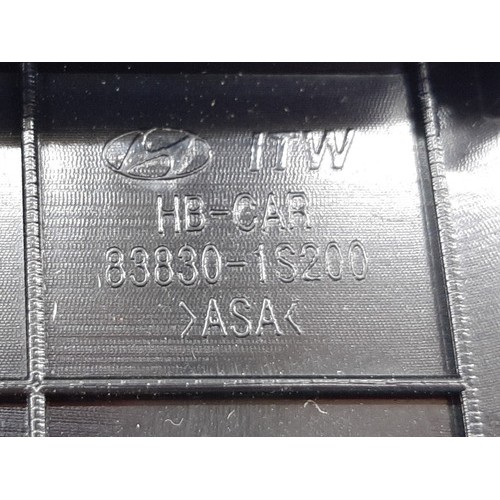 ITW
HB-CAR
83830-1S200
>ASA<